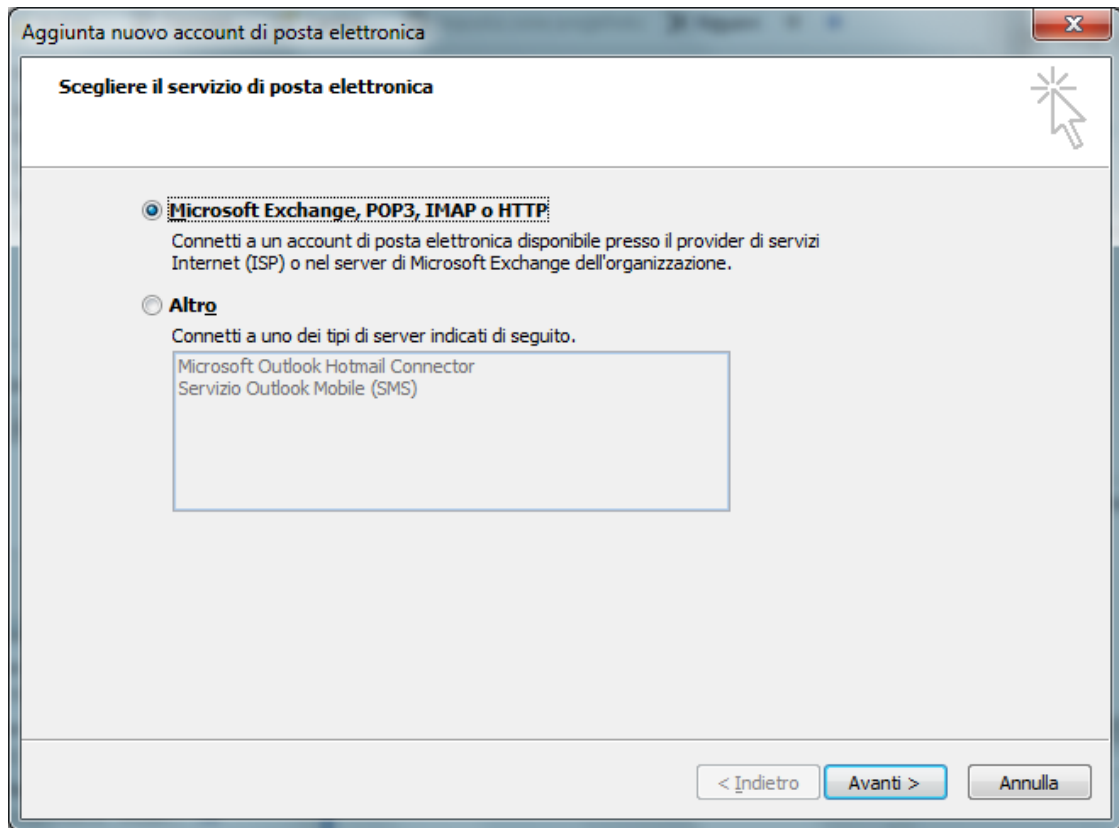 Aggiunta nuovo account di posta elettronica
Scegliere il servizio di posta elettronica
Microsoft Exchange, POP3, IMAP o HTTP
Connetti a un account di posta elettronica disponibile presso il provider di servizi
Internet (ISP) o nel server di Microsoft Exchange dell'organizzazione.
Altro
Connetti a uno dei tipi di server indicati di seguito.
Microsoft Outlook Hotmail Connector
Servizio Outlook Mobile (SMS)
< Indietro
Avanti >
Annulla